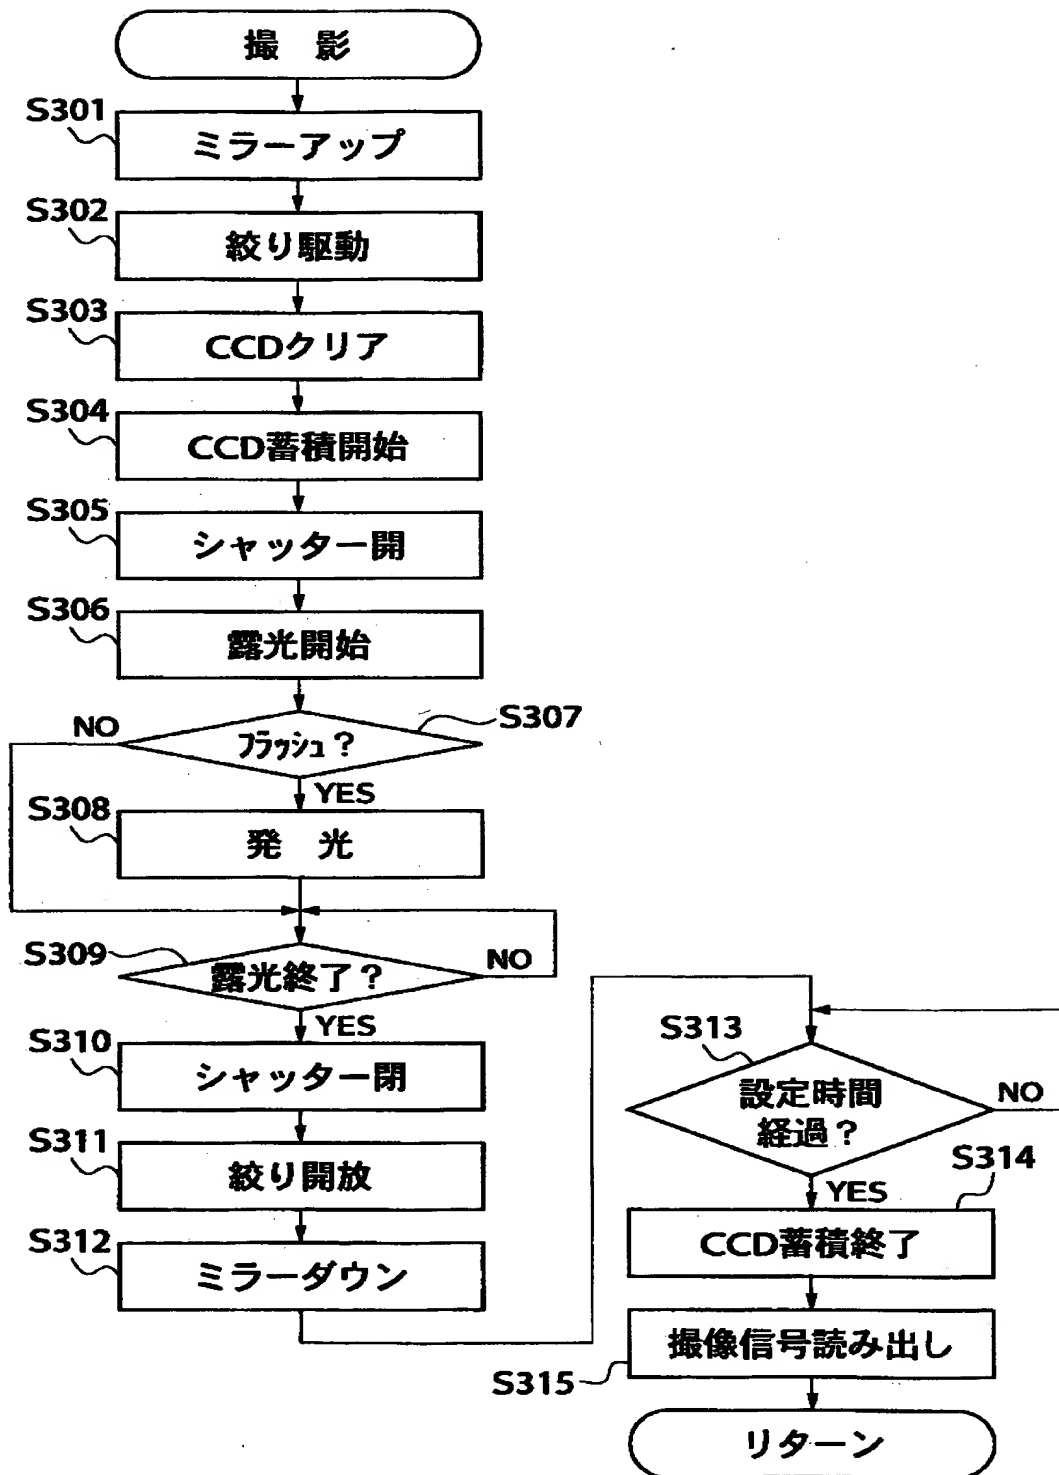 撮 影
S301
ミラーアップ
S302
絞り駆動
S303
CCDクリア
S304
CCD蓄積開始
S305
シャッター開
S306
露光開始
S307
NO
フラッシュ?
YES
S308
発 光
S309
露光終了?
NO
YES
S310
シャッター閉
S311
絞り開放
S312
ミラーダウン
S313
設定時間
経過?
NO
YES
S314
CCD蓄積終了
撮像信号読み出し
S315
リターン